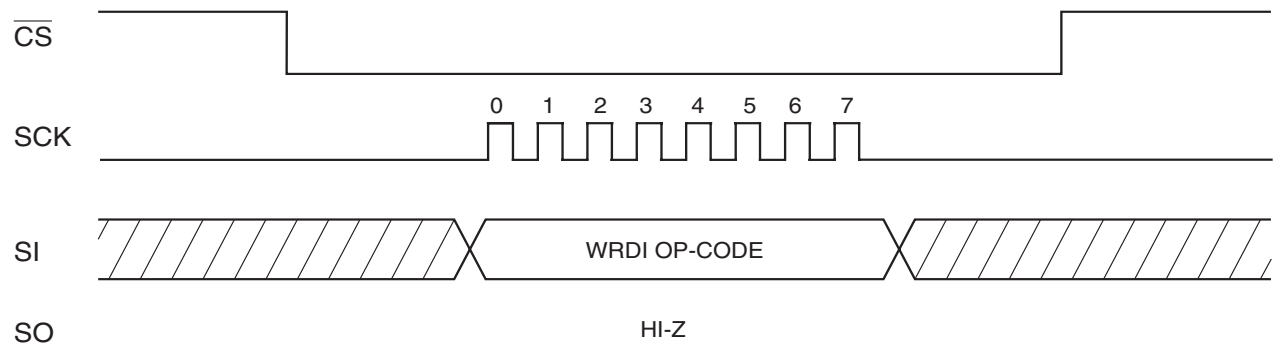 CS
0 1 2 3 4 5 6 7
SCK
SI WRDI OP-CODE
SO HI-Z